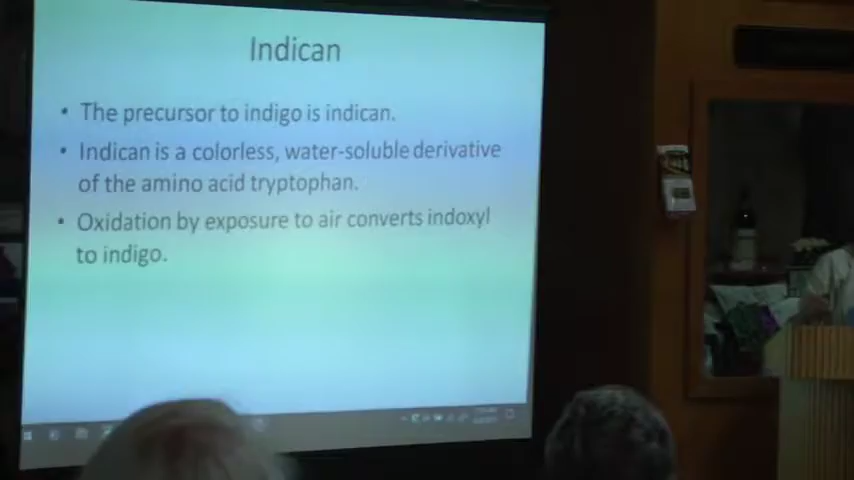 Indican
• The precursor to indigo is indican.
• Indican is a colorless, water-soluble derivative
of the amino acid tryptophan.
• Oxidation by exposure to air converts indoxyl
to indigo.